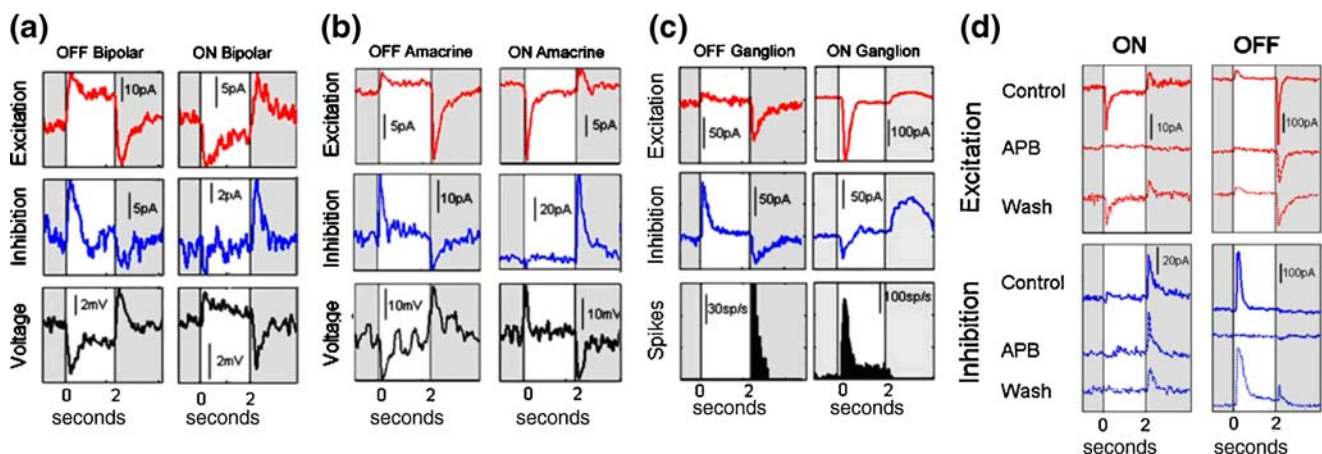 (a)
OFF Bipolar
ON Bipolar
Excitation
10pA
5pA
Inhibition
5pA
2pA
Voltage
2mV
2mV
0 2
seconds
0 2
seconds
(b)
OFF Amacrine
ON Amacrine
Excitation
5pA
5pA
Inhibition
10pA
20pA
Voltage
10mV
10mV
0 2
seconds
0 2
seconds
(c)
OFF Ganglion
ON Ganglion
Excitation
50pA
100pA
Inhibition
50pA
50pA
Spikes
30sp/s
100sp/s
0 2
seconds
0 2
seconds
(d)
ON
OFF
Excitation
Control
10pA
100pA
APB
Wash
Inhibition
Control
20pA
100pA
APB
Wash
0 2
seconds
0 2
seconds